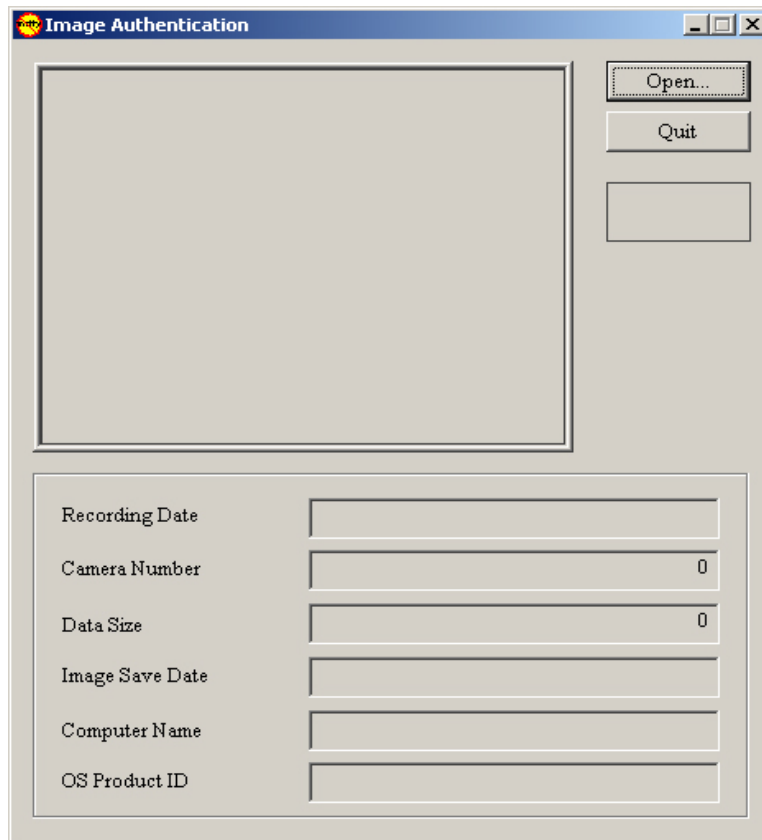 Image Authentication
Open...
Quit
Recording Date
Camera Number 0
Data Size 0
Image Save Date
Computer Name
OS Product ID